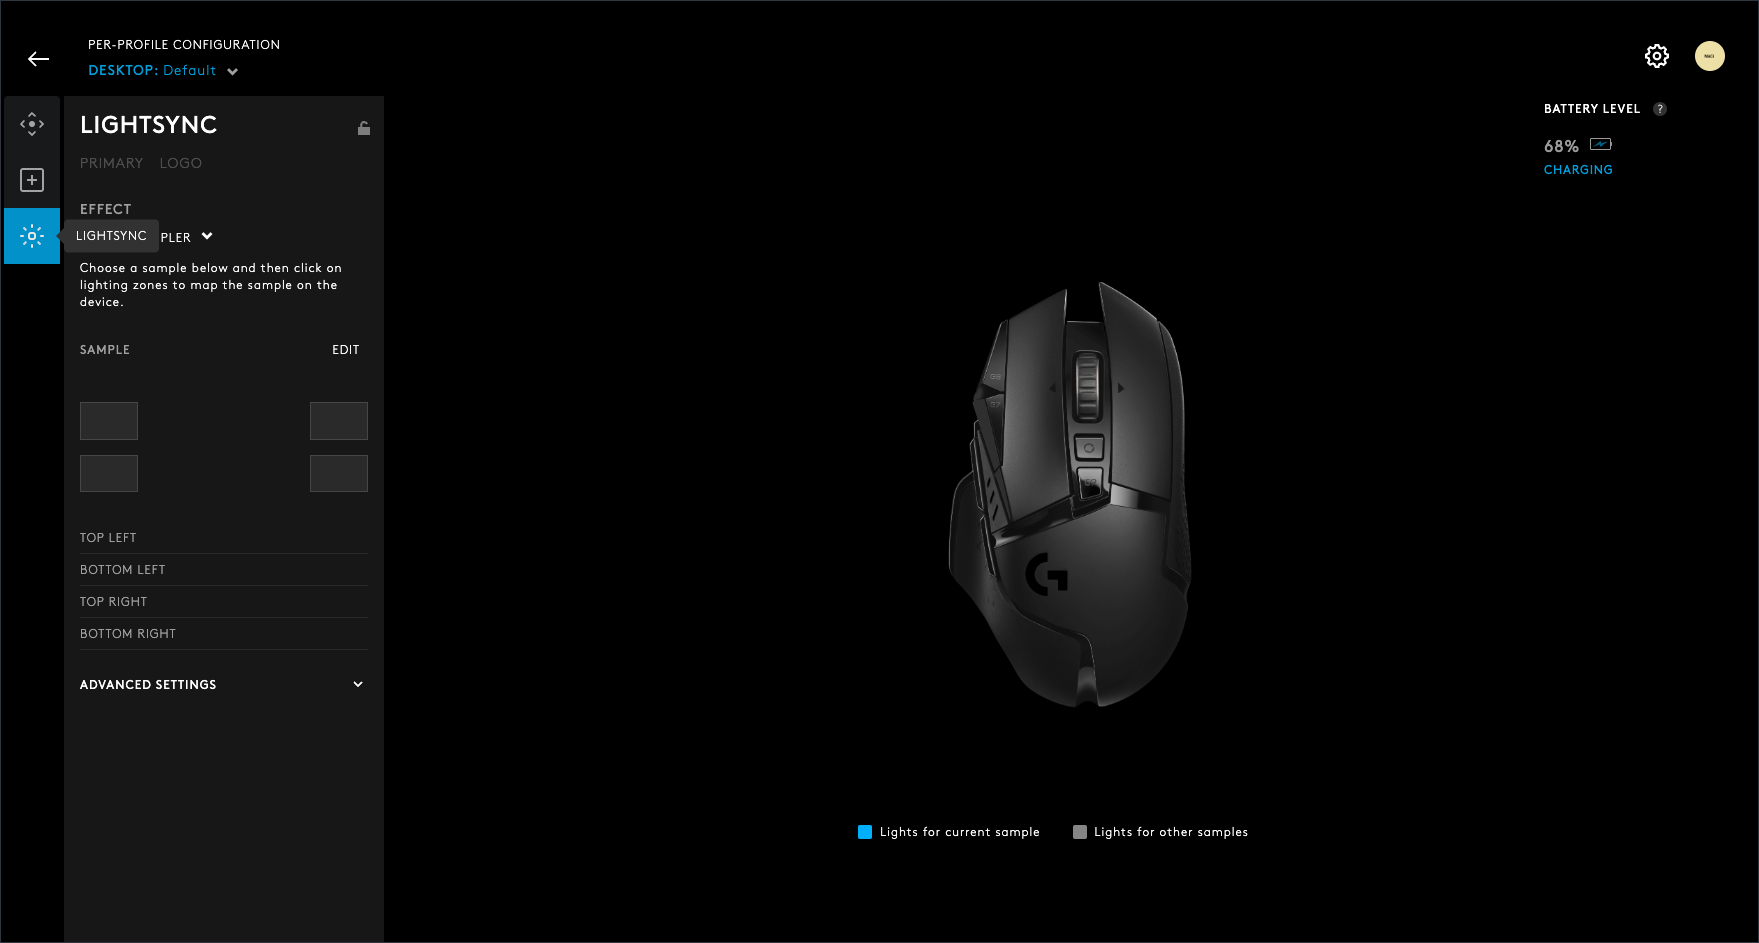 PER-PROFILE CONFIGURATION
DESKTOP: Default
LIGHTSYNC
PRIMARY LOGO
EFFECT
LIGHTSYNC PLER
Choose a sample below and then click on
lighting zones to map the sample on the
device.
SAMPLE EDIT
TOP LEFT
BOTTOM LEFT
TOP RIGHT
BOTTOM RIGHT
ADVANCED SETTINGS
BATTERY LEVEL ?
68%
CHARGING
G8
G7
Lights for current sample
Lights for other samples